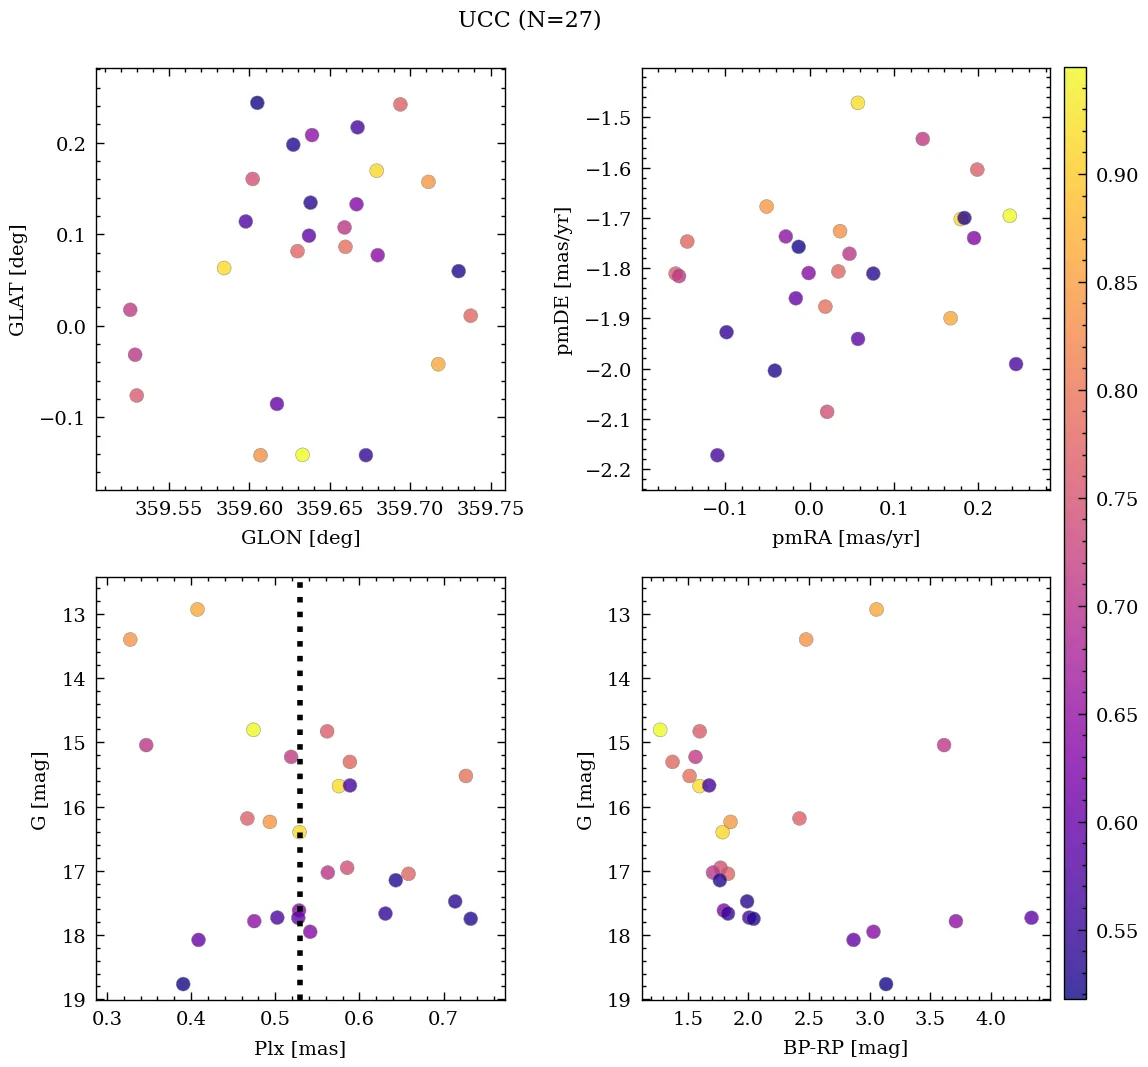 UCC (N=27)
GLAT [deg]
0.2
0.1
0.0
−0.1
359.55 359.60 359.65 359.70 359.75
GLON [deg]
pmDE [mas/yr]
−1.5
−1.6
−1.7
−1.8
−1.9
−2.0
−2.1
−2.2
−0.1 0.0 0.1 0.2
pmRA [mas/yr]
G [mag]
13
14
15
16
17
18
19
0.3 0.4 0.5 0.6 0.7
Plx [mas]
G [mag]
13
14
15
16
17
18
19
1.5 2.0 2.5 3.0 3.5 4.0
BP-RP [mag]
0.90
0.85
0.80
0.75
0.70
0.65
0.60
0.55